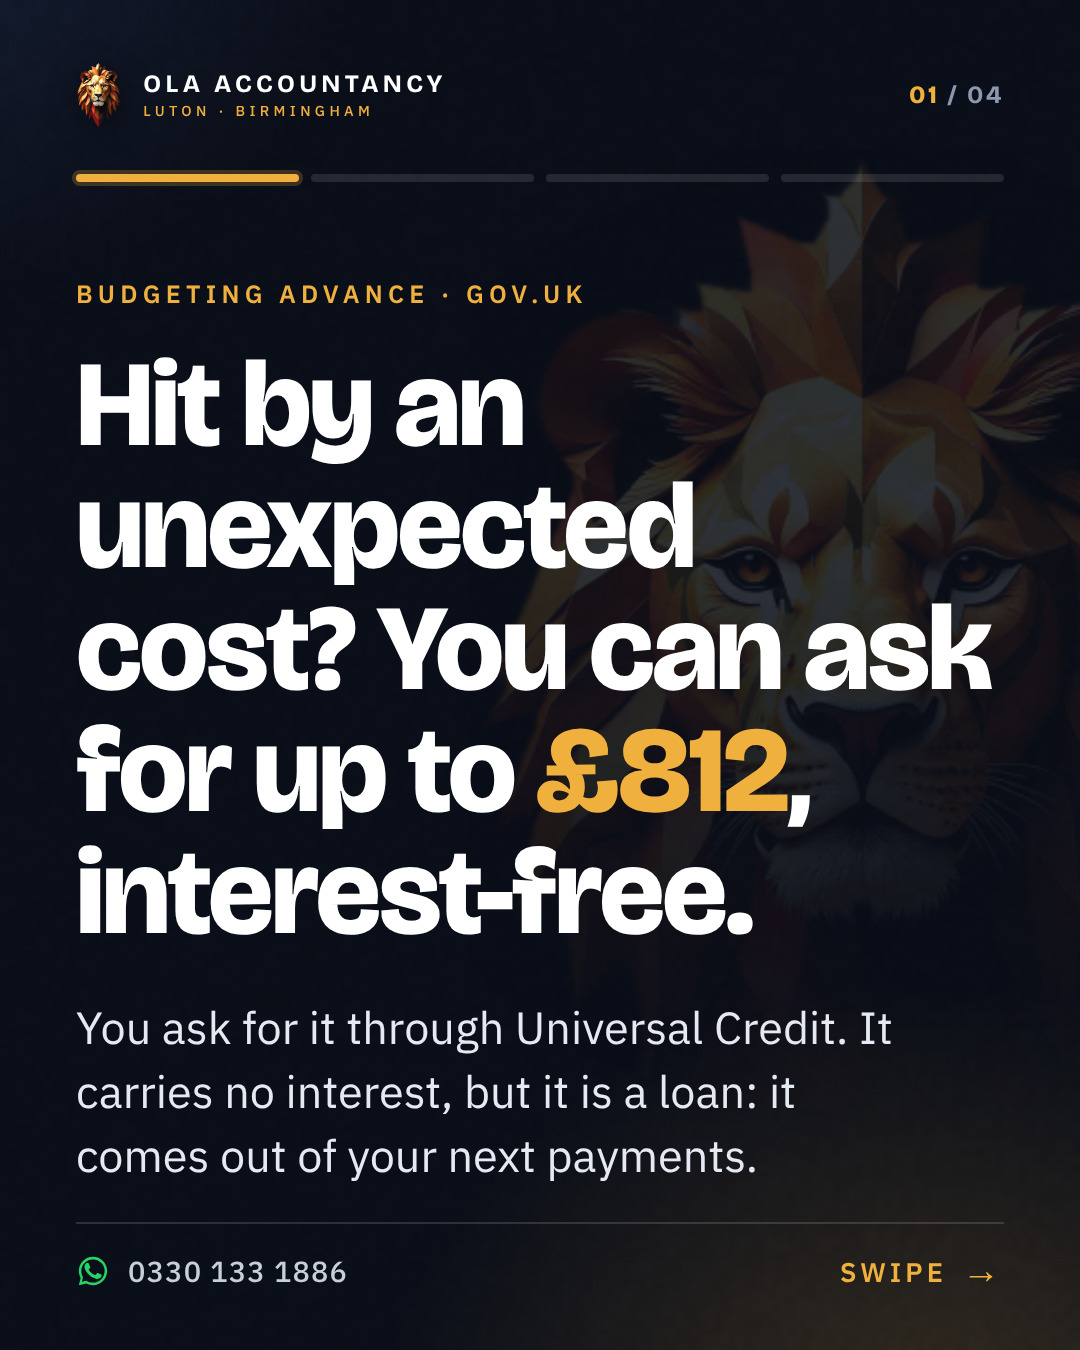 OLA ACCOUNTANCY
LUTON · BIRMINGHAM
01 / 04
BUDGETING ADVANCE · GOV.UK
Hit by an
unexpected
cost? You can ask
for up to £812,
interest-free.
You ask for it through Universal Credit. It
carries no interest, but it is a loan: it
comes out of your next payments.
0330 133 1886
SWIPE →